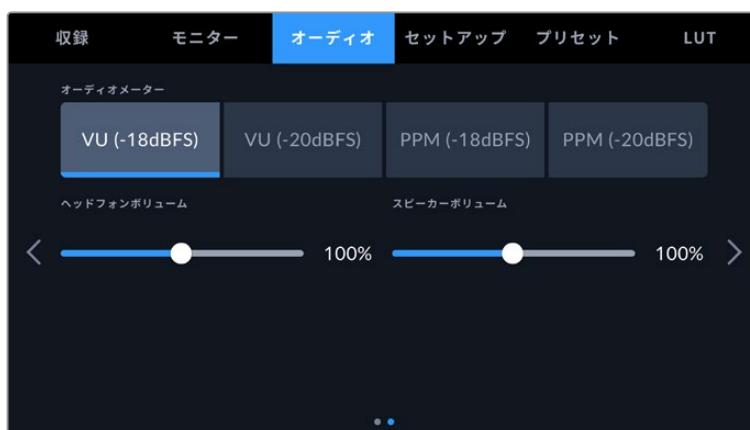 収録 モニター オーディオ セットアップ プリセット LUT
オーディオメーター
VU (-18dBFS) VU (-20dBFS) PPM (-18dBFS) PPM (-20dBFS)
ヘッドフォンボリューム スピーカーボリューム
100% 100%